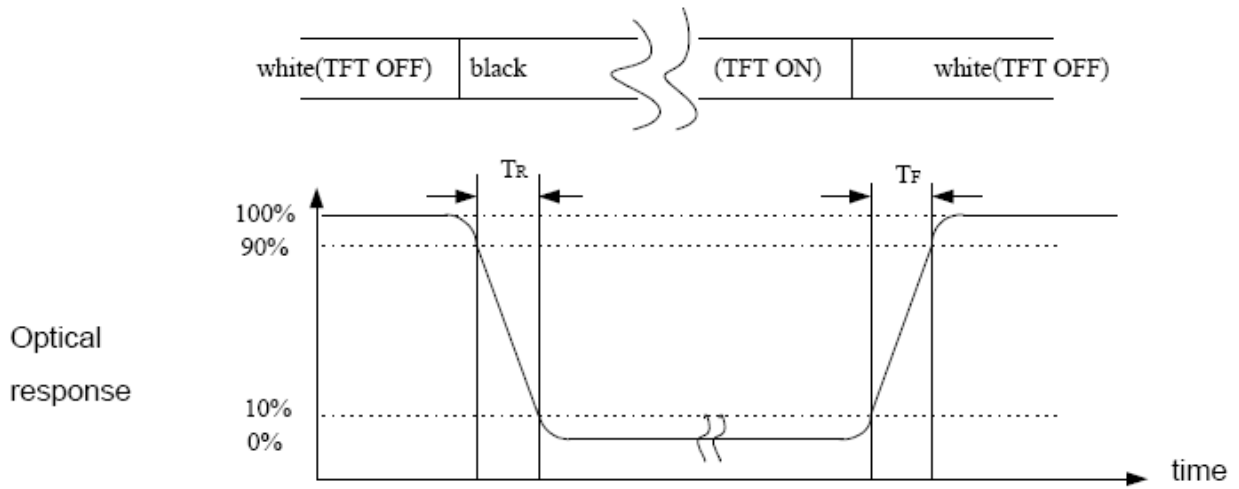 white(TFT OFF) black (TFT ON) white(TFT OFF)
TR TF
100%
90%
Optical
response
10%
0%
time